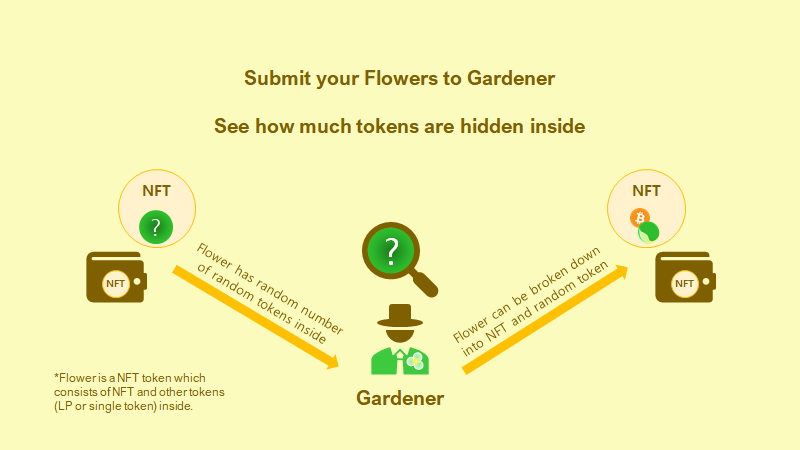 Submit your Flowers to Gardener
See how much tokens are hidden inside
NFT
?
NFT
Flower has random number
of random tokens inside
?
Gardener
Flower can be broken down
into NFT and random token
NFT
₿
NFT
*Flower is a NFT token which
consists of NFT and other tokens
(LP or single token) inside.